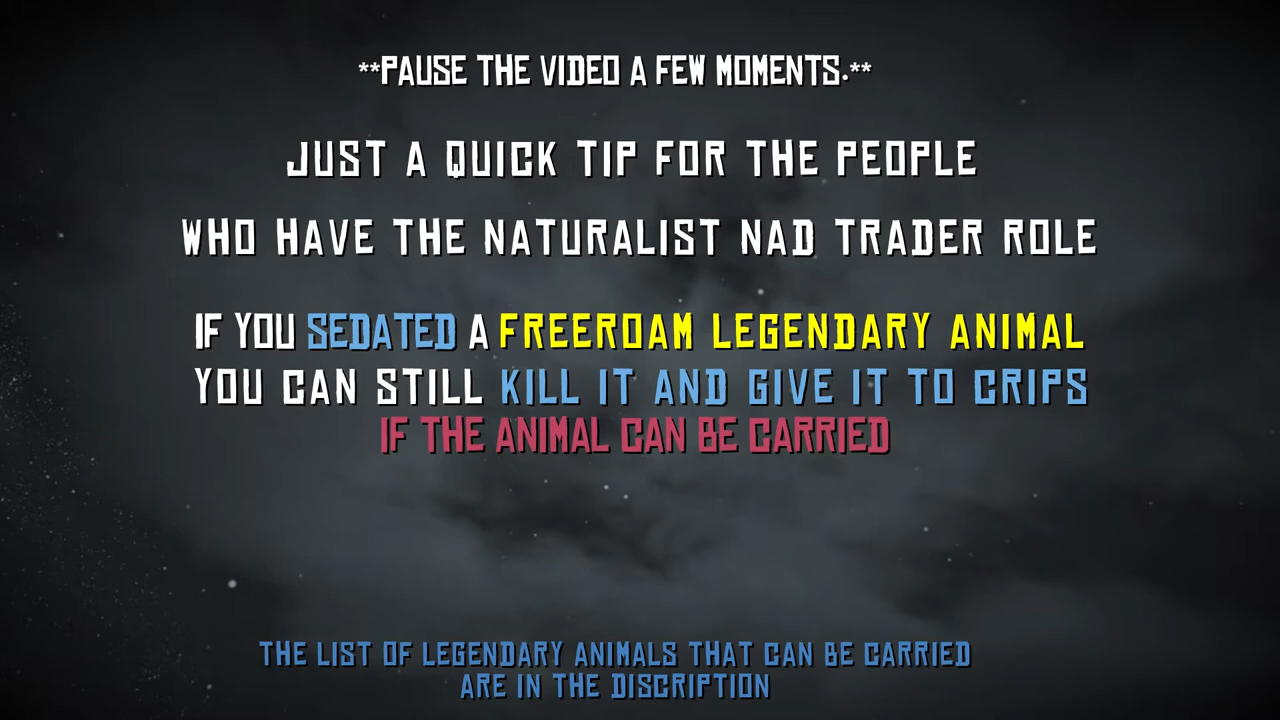 **PAUSE THE VIDEO A FEW MOMENTS.**
JUST A QUICK TIP FOR THE PEOPLE
WHO HAVE THE NATURALIST NAD TRADER ROLE
IF YOU SEDATED A FREEROAM LEGENDARY ANIMAL
YOU CAN STILL KILL IT AND GIVE IT TO CRIPS
IF THE ANIMAL CAN BE CARRIED
THE LIST OF LEGENDARY ANIMALS THAT CAN BE CARRIED
ARE IN THE DISCRIPTION